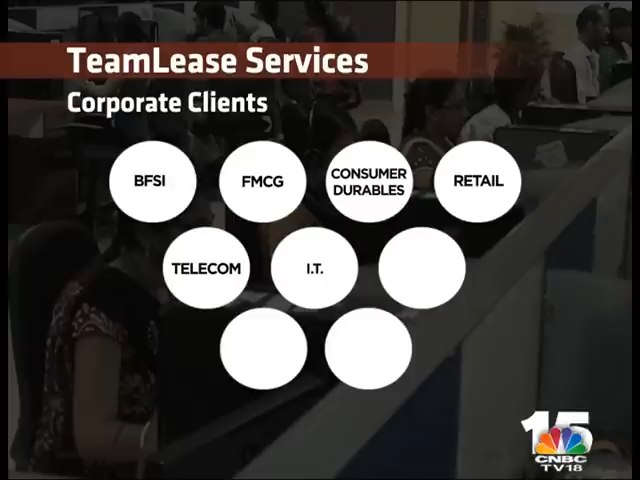 TeamLease Services
Corporate Clients
BFSI
FMCG
CONSUMER
DURABLES
RETAIL
TELECOM
I.T.
15
CNBC
TV18